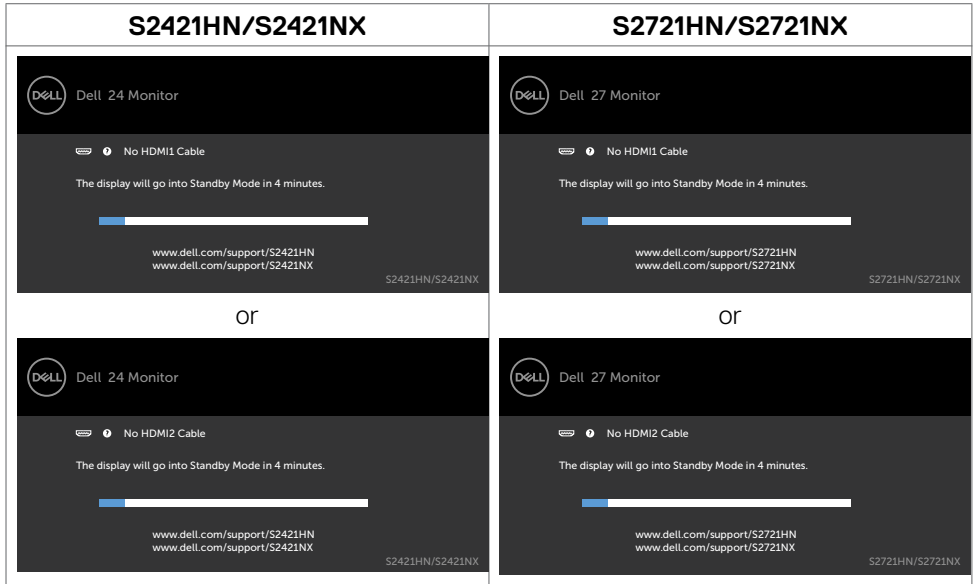 S2421HN/S2421NX
DELL
Dell 24 Monitor
? No HDMI1 Cable
The display will go into Standby Mode in 4 minutes.
www.dell.com/support/S2421HN
www.dell.com/support/S2421NX
S2421HN/S2421NX
or
DELL
Dell 24 Monitor
? No HDMI2 Cable
The display will go into Standby Mode in 4 minutes.
www.dell.com/support/S2421HN
www.dell.com/support/S2421NX
S2421HN/S2421NX
S2721HN/S2721NX
DELL
Dell 27 Monitor
? No HDMI1 Cable
The display will go into Standby Mode in 4 minutes.
www.dell.com/support/S2721HN
www.dell.com/support/S2721NX
S2721HN/S2721NX
or
DELL
Dell 27 Monitor
? No HDMI2 Cable
The display will go into Standby Mode in 4 minutes.
www.dell.com/support/S2721HN
www.dell.com/support/S2721NX
S2721HN/S2721NX